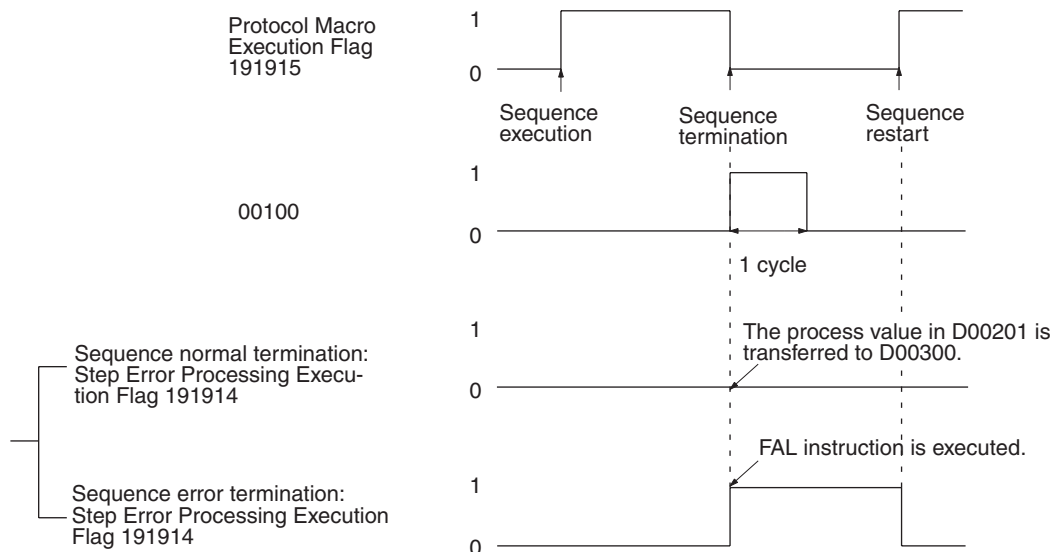 Protocol Macro
Execution Flag
191915
1
0
Sequence
execution
Sequence
termination
Sequence
restart
00100
1
0
1 cycle
Sequence normal termination:
Step Error Processing Execu-
tion Flag 191914
1
0
The process value in D00201 is
transferred to D00300.
Sequence error termination:
Step Error Processing Execution
Flag 191914
1
0
FAL instruction is executed.